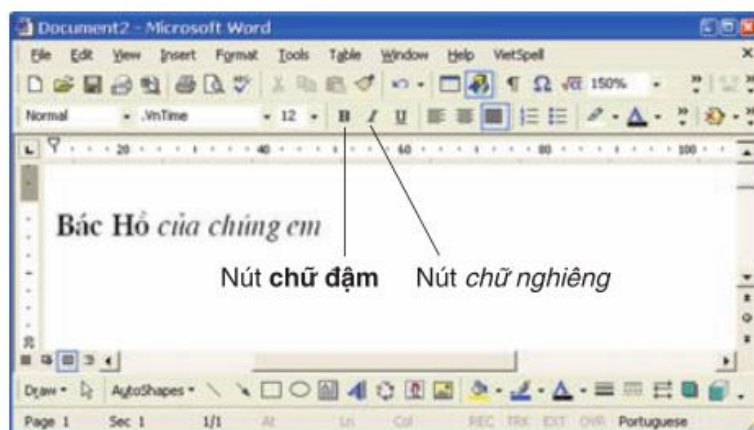 Document2 - Microsoft Word
File Edit View Insert Format Tools Table Window Help VietSpell
150%
Normal .VnTime 12 B I U
20 40 60 80 100
Bác Hồ của chúng em
Nút chữ đậm Nút chữ nghiêng
20
Draw AutoShapes
Page 1 Sec 1 1/1 At Ln Col REC TRK EXT OVR Portuguese